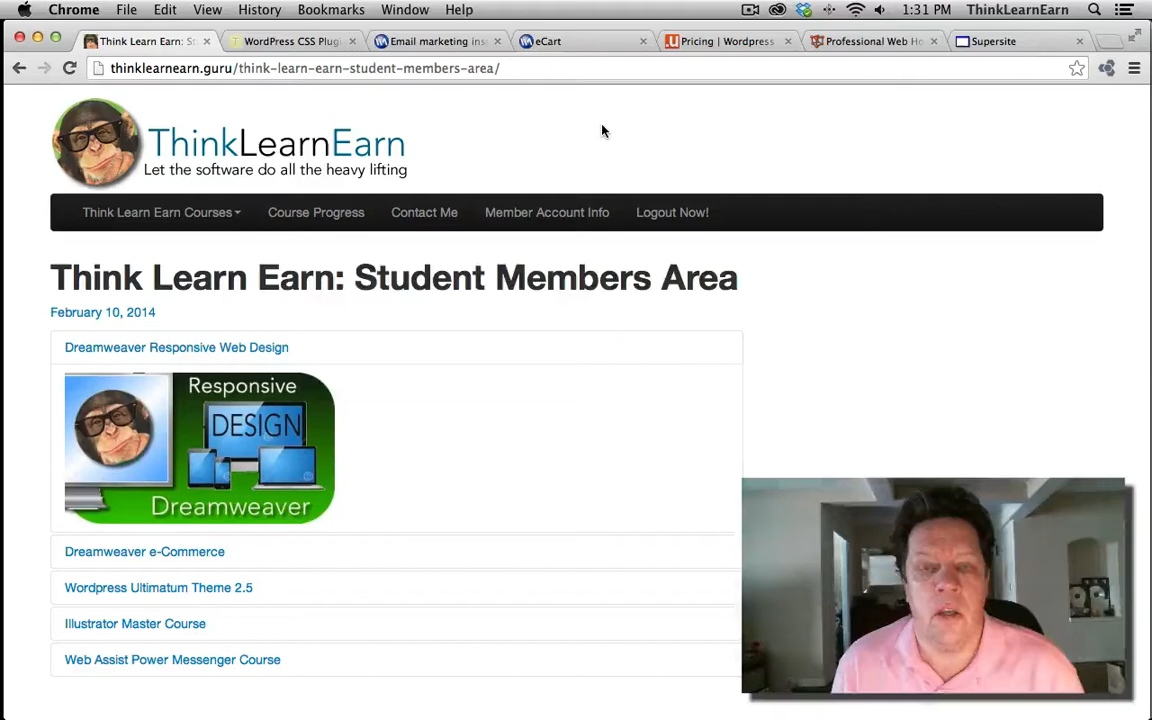 Chrome File Edit View History Bookmarks Window Help 1:31 PM ThinkLearnEarn
Think Learn Earn: St WordPress CSS Plugi Email marketing ins eCart Pricing | Wordpress Professional Web Ho Supersite
thinklearnearn.guru/think-learn-earn-student-members-area/
ThinkLearnEarn
Let the software do all the heavy lifting
Think Learn Earn Courses Course Progress Contact Me Member Account Info Logout Now!
Think Learn Earn: Student Members Area
February 10, 2014
Dreamweaver Responsive Web Design
Responsive
DESIGN
Dreamweaver
Dreamweaver e-Commerce
Wordpress Ultimatum Theme 2.5
Illustrator Master Course
Web Assist Power Messenger Course